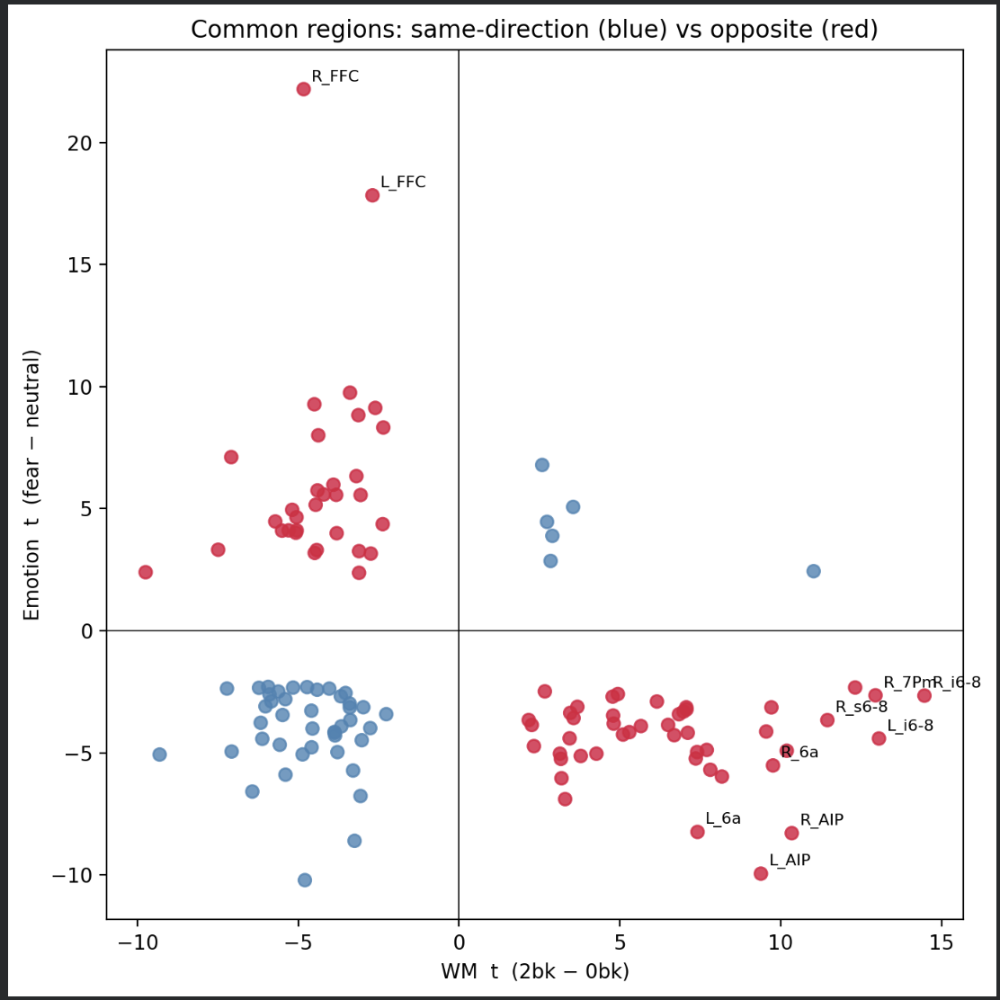 Common regions: same-direction (blue) vs opposite (red)
R_FFC
20
L_FFC
15
10
Emotion t (fear − neutral)
5
0
R_7Pm
R_i6-8
R_s6-8
L_i6-8
−5
R_6a
L_6a
R_AIP
L_AIP
−10
−10 −5 0 5 10 15
WM t (2bk − 0bk)